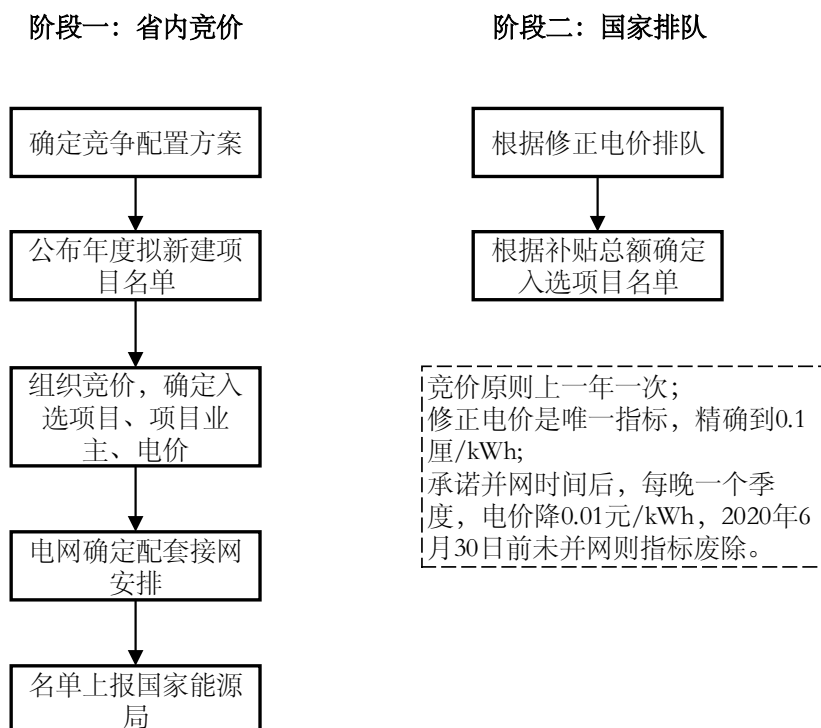 阶段一：省内竞价
确定竞争配置方案
公布年度拟新建项
目名单
组织竞价，确定入
选项目、项目业
主、电价
电网确定配套接网
安排
名单上报国家能源
局
阶段二：国家排队
根据修正电价排队
根据补贴总额确定
入选项目名单
竞价原则上一年一次；
修正电价是唯一指标，精确到0.1
厘/kWh;
承诺并网时间后，每晚一个季
度，电价降0.01元/kWh，2020年6
月30日前未并网则指标废除。